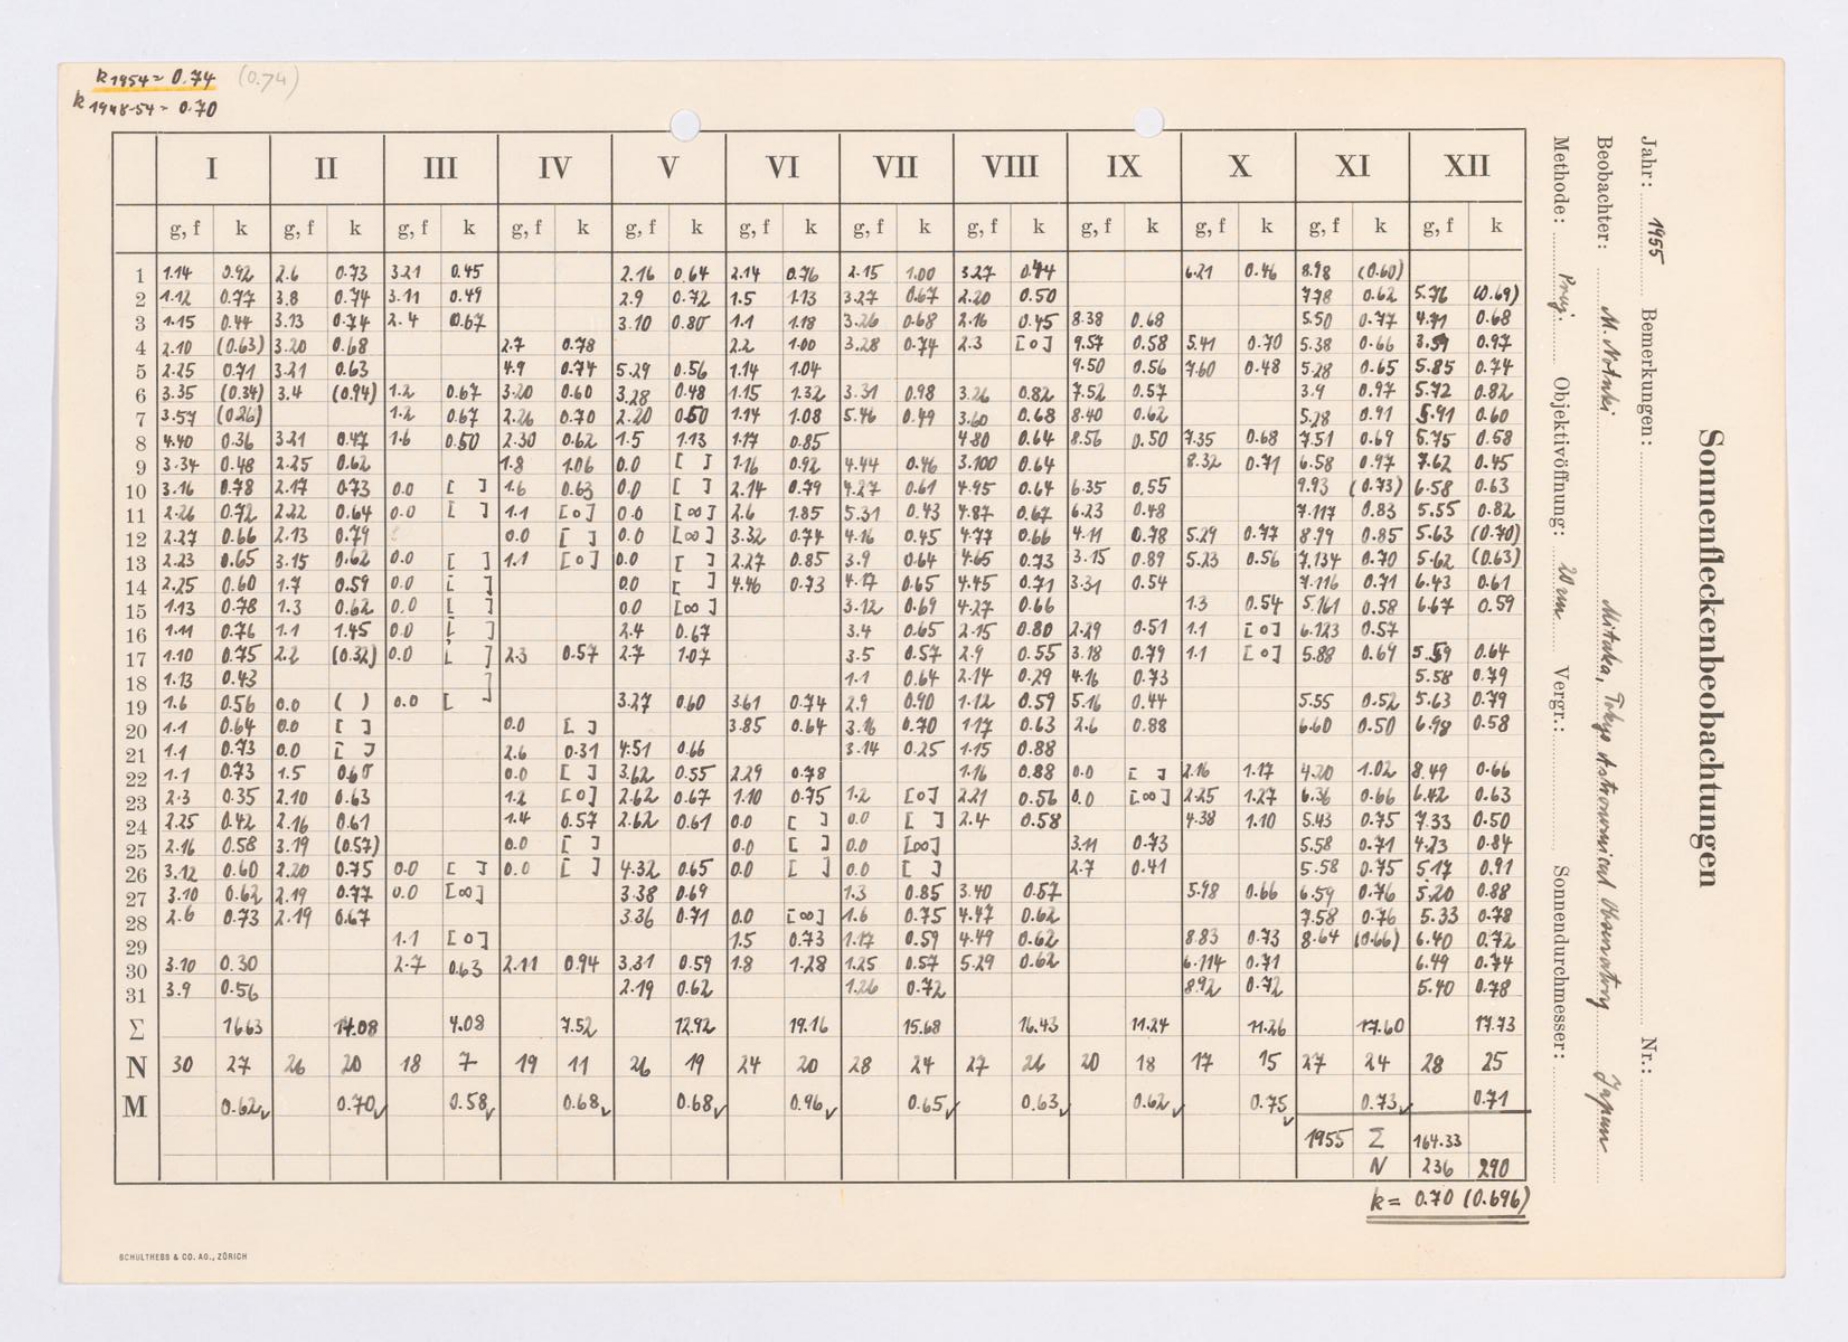 k 1954 = 0.74 (0.74)
k 1948-54 = 0.70
I II III IV V VI VII VIII IX X XI XII
g, f k g, f k g, f k g, f k g, f k g, f k g, f k g, f k g, f k g, f k g, f k g, f k
1 1.14 0.92 2.6 0.73 3.21 0.45 2.16 0.64 2.14 0.76 2.15 1.00 3.27 0.74 6.21 0.46 8.98 (0.60)
2 1.12 0.77 3.8 0.74 3.11 0.49 2.9 0.72 1.5 1.13 3.27 0.67 2.20 0.50 7.78 0.62 5.76 (0.69)
3 1.15 0.44 3.13 0.74 2.4 0.67 3.10 0.80 1.1 1.18 3.26 0.68 2.16 0.45 8.38 0.68 5.50 0.77 4.71 0.68
4 2.10 (0.63) 3.20 0.68 2.7 0.78 2.2 1.00 3.28 0.74 2.3 [0] 9.57 0.58 5.41 0.70 5.38 0.66 3.59 0.97
5 2.25 0.71 3.21 0.63 4.9 0.74 5.29 0.56 1.14 1.04 9.50 0.56 7.60 0.48 5.28 0.65 5.85 0.74
6 3.35 (0.34) 3.4 (0.94) 1.2 0.67 3.20 0.60 3.28 0.48 1.15 1.32 3.31 0.98 3.26 0.82 7.52 0.57 3.9 0.97 5.72 0.82
7 3.57 (0.26) 1.2 0.67 2.26 0.70 2.20 0.50 1.14 1.08 5.46 0.49 3.60 0.68 8.40 0.62 5.28 0.91 5.91 0.60
8 4.40 0.36 3.21 0.47 1.6 0.50 2.30 0.62 1.5 1.13 1.17 0.85 4.80 0.64 8.56 0.50 7.35 0.68 7.51 0.69 5.75 0.58
9 3.34 0.48 2.25 0.62 1.8 1.06 0.0 [ ] 1.16 0.92 4.44 0.46 3.100 0.64 8.32 0.71 6.58 0.97 7.62 0.45
10 3.16 0.78 2.17 0.73 0.0 [ ] 1.6 0.63 0.0 [ ] 2.14 0.79 4.27 0.61 4.95 0.64 6.35 0.55 9.93 (0.73) 6.58 0.63
11 2.26 0.72 2.22 0.64 0.0 [ ] 1.1 [0] 0.0 [∞] 2.6 1.85 5.31 0.43 4.87 0.67 6.23 0.48 7.117 0.83 5.55 0.82
12 2.27 0.66 2.13 0.79 0.0 [ ] 0.0 [∞] 3.32 0.74 4.16 0.45 4.77 0.66 4.11 0.78 5.29 0.77 8.99 0.85 5.63 (0.70)
13 2.23 0.65 3.15 0.62 0.0 [ ] 1.1 [0] 0.0 [ ] 2.27 0.85 3.9 0.64 4.65 0.73 3.15 0.89 5.23 0.56 7.134 0.70 5.62 (0.63)
14 2.25 0.60 1.7 0.59 0.0 [ ] 0.0 [ ] 4.46 0.73 4.17 0.65 4.45 0.71 3.31 0.54 7.116 0.71 6.43 0.61
15 1.13 0.78 1.3 0.62 0.0 [ ] 0.0 [∞] 3.12 0.69 4.27 0.66 1.3 0.54 5.161 0.58 6.67 0.59
16 1.11 0.76 1.1 1.45 0.0 [ ] 2.4 0.67 3.4 0.65 2.15 0.80 2.29 0.51 1.1 [0] 6.123 0.57
17 1.10 0.75 2.2 (0.32) 0.0 [ ] 2.3 0.57 2.7 1.07 3.5 0.57 2.9 0.55 3.18 0.79 1.1 [0] 5.88 0.69 5.59 0.64
18 1.13 0.43 ] 1.1 0.64 2.14 0.29 4.16 0.73 5.58 0.79
19 1.6 0.56 0.0 ( ) 0.0 [ 3.27 0.60 3.61 0.74 2.9 0.90 1.12 0.59 5.16 0.44 5.55 0.52 5.63 0.79
20 1.1 0.64 0.0 [ ] 0.0 [ ] 3.85 0.64 3.16 0.70 1.17 0.63 2.6 0.88 6.60 0.50 6.98 0.58
21 1.1 0.73 0.0 [ ] 2.6 0.31 4.51 0.66 3.14 0.25 1.15 0.88
22 1.1 0.73 1.5 0.60 0.0 [ ] 3.62 0.55 2.29 0.78 1.16 0.88 0.0 [ ] 2.16 1.17 4.20 1.02 8.49 0.66
23 2.3 0.35 2.10 0.63 1.2 [0] 2.62 0.67 1.10 0.75 1.2 [0] 2.21 0.56 0.0 [∞] 2.25 1.27 6.36 0.66 6.42 0.63
24 2.25 0.42 2.16 0.61 1.4 0.57 2.62 0.61 0.0 [ ] 0.0 [ ] 2.4 0.58 4.38 1.10 5.43 0.75 7.33 0.50
25 2.16 0.58 3.19 (0.57) 0.0 [ ] 0.0 [ ] 0.0 [∞] 3.11 0.73 5.58 0.71 4.23 0.84
26 3.12 0.60 2.20 0.75 0.0 [ ] 0.0 [ ] 4.32 0.65 0.0 [ ] 0.0 [ ] 2.7 0.41 5.58 0.75 5.17 0.91
27 3.10 0.62 2.19 0.77 0.0 [∞] 3.38 0.69 1.3 0.85 3.40 0.57 5.98 0.66 6.59 0.76 5.20 0.88
28 2.6 0.73 2.19 0.67 3.36 0.71 0.0 [∞] 1.6 0.75 4.47 0.62 7.58 0.76 5.33 0.78
29 1.1 [0] 1.5 0.73 1.17 0.59 4.49 0.62 8.83 0.73 8.64 (0.66) 6.40 0.72
30 3.10 0.30 2.7 0.63 2.11 0.94 3.31 0.59 1.8 1.28 1.25 0.57 5.29 0.62 6.114 0.71 6.49 0.74
31 3.9 0.56 2.19 0.62 1.26 0.72 8.92 0.72 5.40 0.78
Σ 16.63 14.08 4.08 7.52 12.92 19.16 15.68 16.43 11.24 11.26 17.60 17.73
N 30 27 26 20 18 7 19 11 26 19 24 20 28 24 27 26 20 18 17 15 27 24 28 25
M 0.62✓ 0.70✓ 0.58✓ 0.68✓ 0.68✓ 0.96✓ 0.65✓ 0.63✓ 0.62✓ 0.75✓ 0.73✓ 0.71
1955 Σ 164.33
N 236 290
k = 0.70 (0.696)
SCHULTHESS & CO. AG., ZÜRICH
Sonnenfleckenbeobachtungen
Jahr: 1955 Bemerkungen: Nr.:
Beobachter: M. Notuki Mitaka, Tokyo Astronomical Observatory Japan
Methode: Proj: Objektivöffnung: 20 cm Vergr.: Sonnendurchmesser: